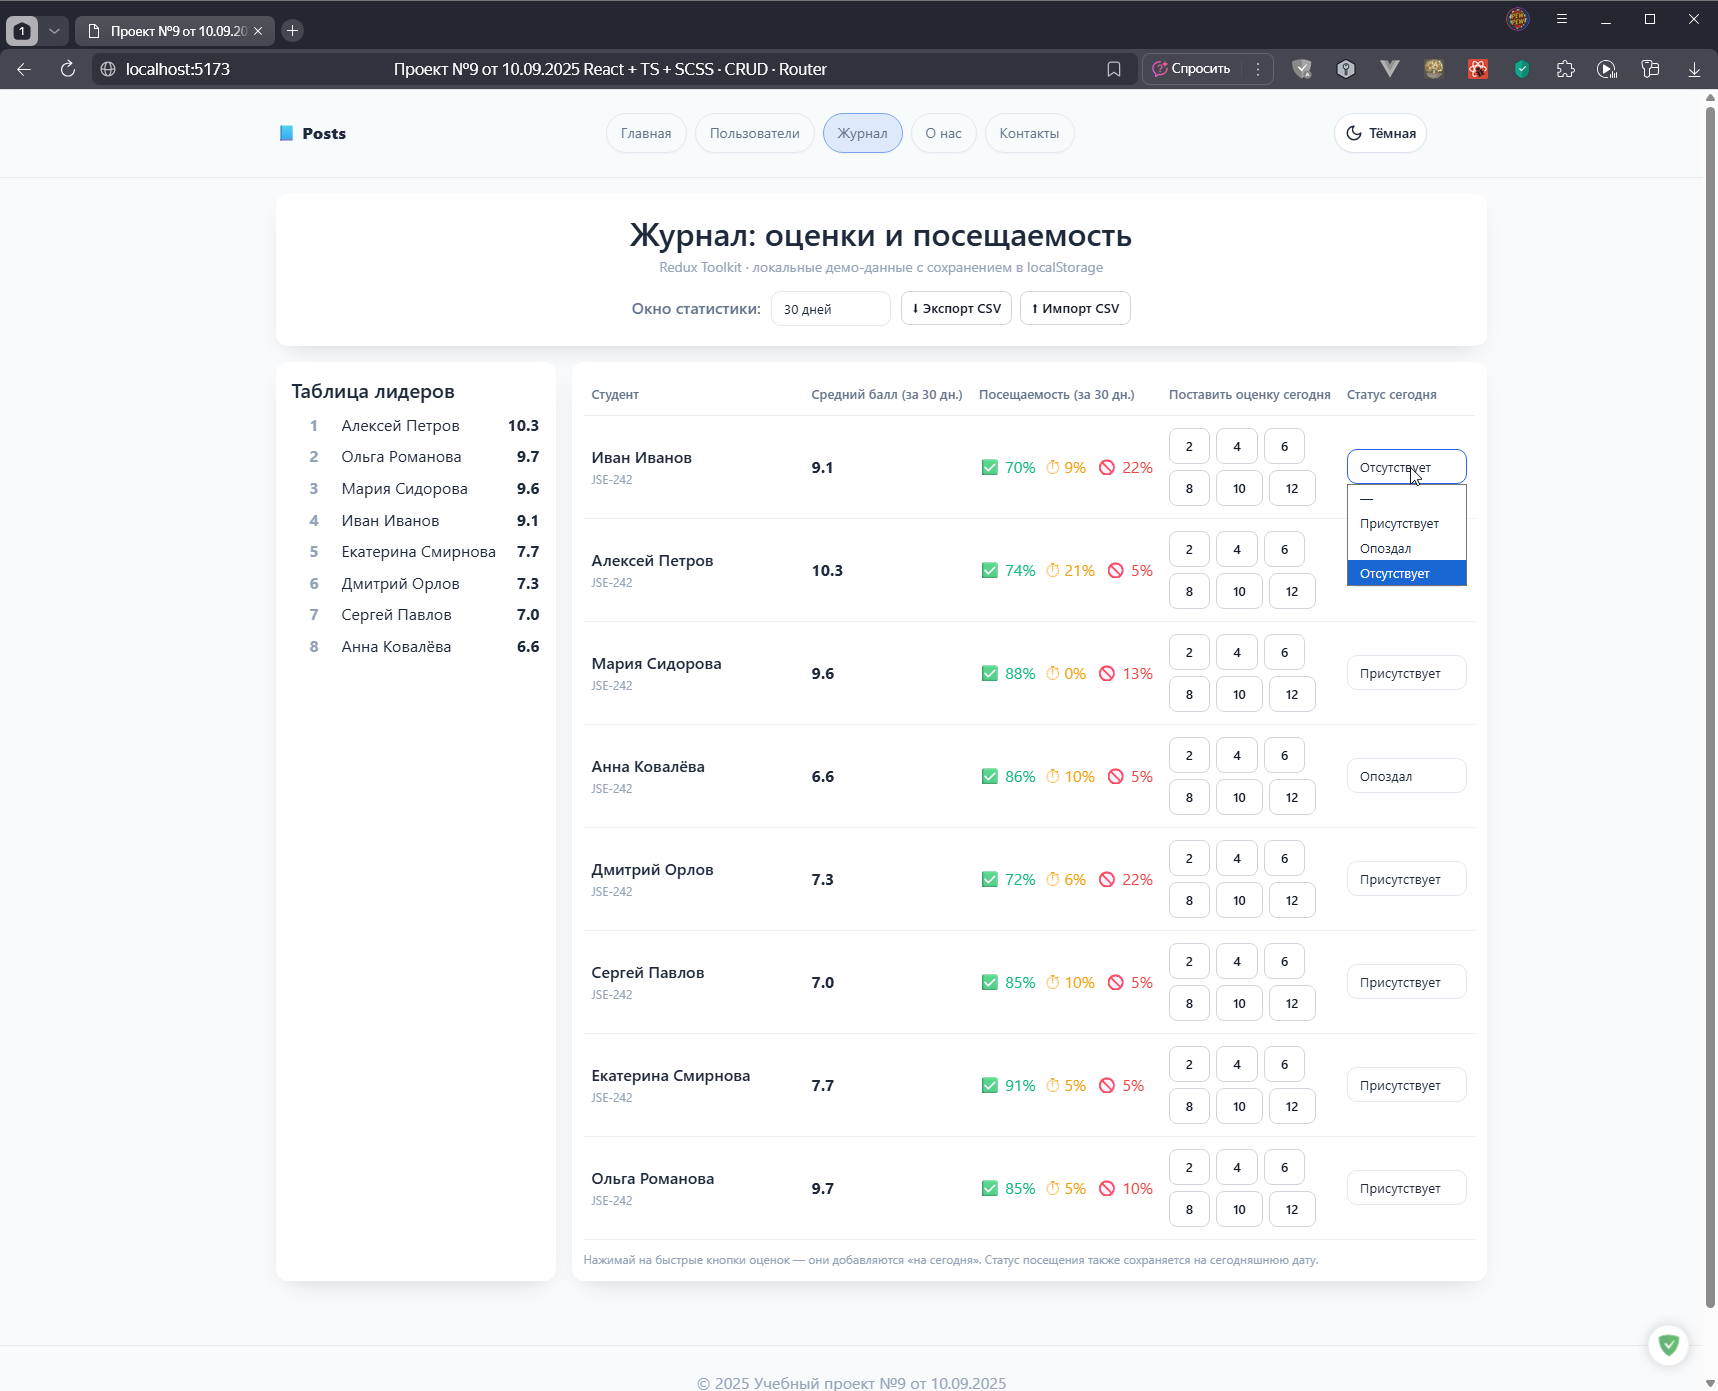 1
Проект №9 от 10.09.20
localhost:5173
Проект №9 от 10.09.2025 React + TS + SCSS · CRUD · Router
Спросить
Posts
Главная
Пользователи
Журнал
О нас
Контакты
Тёмная
Журнал: оценки и посещаемость
Redux Toolkit · локальные демо-данные с сохранением в localStorage
Окно статистики:
30 дней
⬇ Экспорт CSV
⬆ Импорт CSV
Таблица лидеров
1 Алексей Петров 10.3
2 Ольга Романова 9.7
3 Мария Сидорова 9.6
4 Иван Иванов 9.1
5 Екатерина Смирнова 7.7
6 Дмитрий Орлов 7.3
7 Сергей Павлов 7.0
8 Анна Ковалёва 6.6
Студент Средний балл (за 30 дн.) Посещаемость (за 30 дн.) Поставить оценку сегодня Статус сегодня
Иван Иванов
JSE-242
9.1
✅ 70% ⏱ 9% 🚫 22%
2 4 6
8 10 12
Отсутствует
—
Присутствует
Опоздал
Отсутствует
Алексей Петров
JSE-242
10.3
✅ 74% ⏱ 21% 🚫 5%
2 4 6
8 10 12
Мария Сидорова
JSE-242
9.6
✅ 88% ⏱ 0% 🚫 13%
2 4 6
8 10 12
Присутствует
Анна Ковалёва
JSE-242
6.6
✅ 86% ⏱ 10% 🚫 5%
2 4 6
8 10 12
Опоздал
Дмитрий Орлов
JSE-242
7.3
✅ 72% ⏱ 6% 🚫 22%
2 4 6
8 10 12
Присутствует
Сергей Павлов
JSE-242
7.0
✅ 85% ⏱ 10% 🚫 5%
2 4 6
8 10 12
Присутствует
Екатерина Смирнова
JSE-242
7.7
✅ 91% ⏱ 5% 🚫 5%
2 4 6
8 10 12
Присутствует
Ольга Романова
JSE-242
9.7
✅ 85% ⏱ 5% 🚫 10%
2 4 6
8 10 12
Присутствует
Нажимай на быстрые кнопки оценок — они добавляются «на сегодня». Статус посещения также сохраняется на сегодняшнюю дату.
© 2025 Учебный проект №9 от 10.09.2025